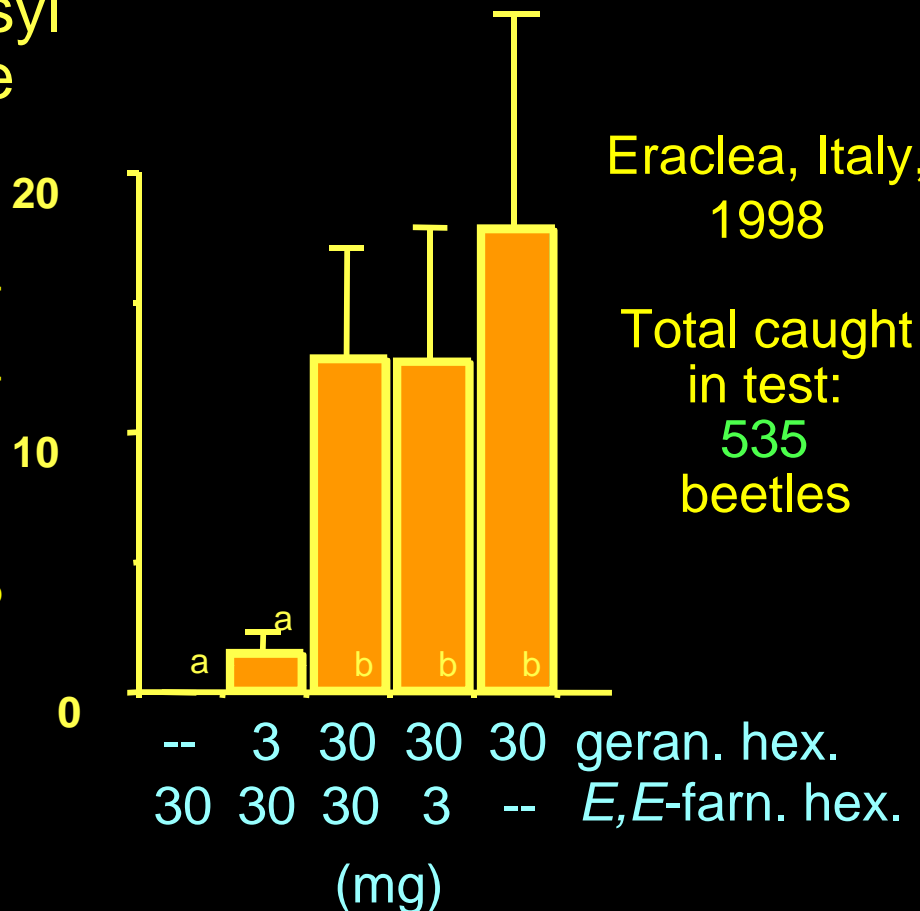 syl
e
Eraclea, Italy,
1998
Total caught
in test:
535
beetles
20
10
0
a
a
b
b
b
-- 3 30 30 30 geran. hex.
30 30 30 3 -- E,E-farn. hex.
(mg)